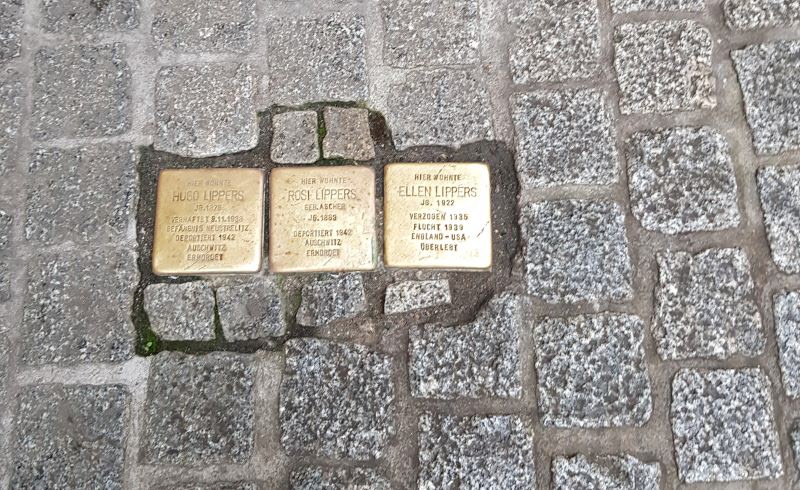 HIER WOHNTE
HUGO LIPPERS
JG. 1878
VERHAFTET 9.11.1938
GEFÄNGNIS NEUSTRELITZ
DEPORTIERT 1942
AUSCHWITZ
ERMORDET
HIER WOHNTE
ROSI LIPPERS
GEB. ASCHER
JG. 1889
DEPORTIERT 1942
AUSCHWITZ
ERMORDET
HIER WOHNTE
ELLEN LIPPERS
JG. 1922
VERZOGEN 1935
FLUCHT 1939
ENGLAND - USA
ÜBERLEBT